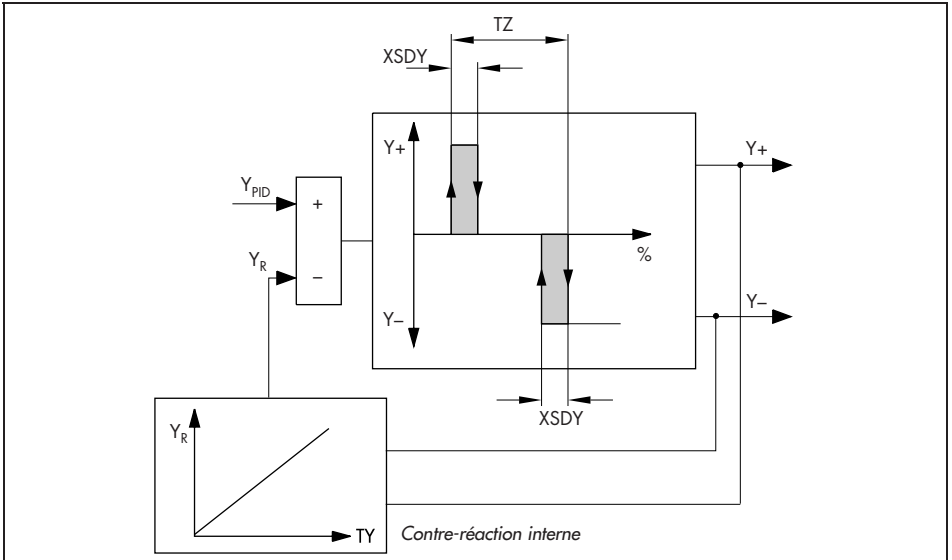 TZ
XSDY
Y+
Y+
Y_PID
+
Y_R
−
%
Y−
Y−
XSDY
Y_R
TY
Contre-réaction interne